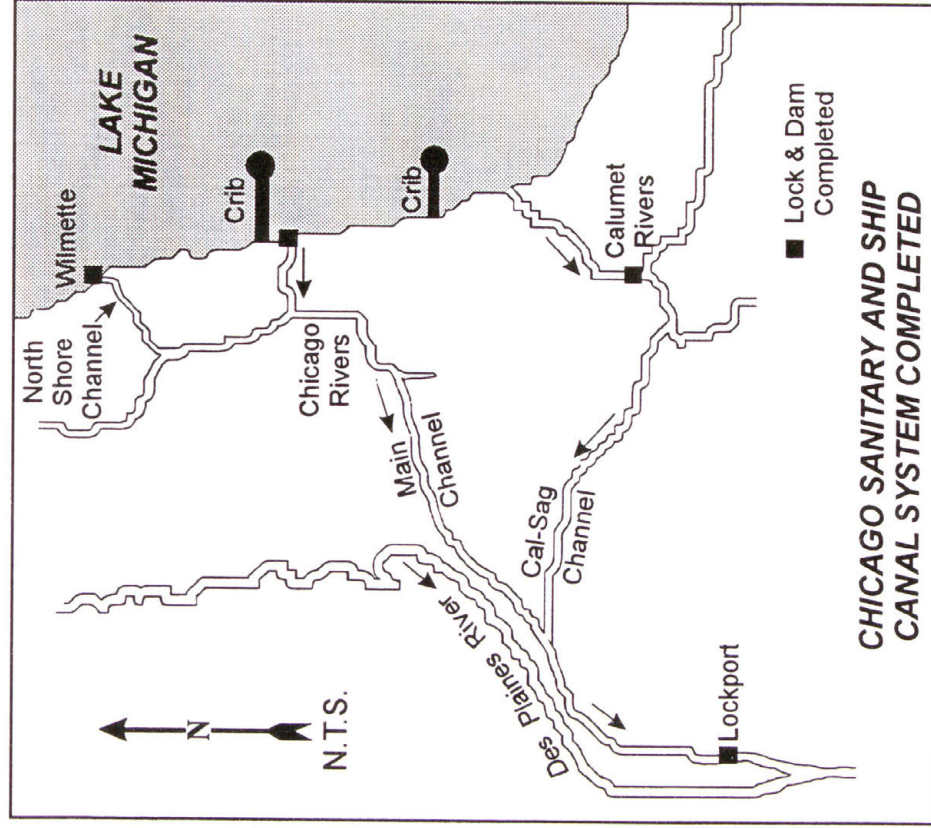 LAKE
MICHIGAN
Wilmette
North
Shore
Channel
Crib
Crib
Chicago
Rivers
Main
Channel
Calumet
Rivers
Cal-Sag
Channel
Des Plaines River
N
N.T.S.
Lockport
Lock & Dam
Completed
CHICAGO SANITARY AND SHIP
CANAL SYSTEM COMPLETED